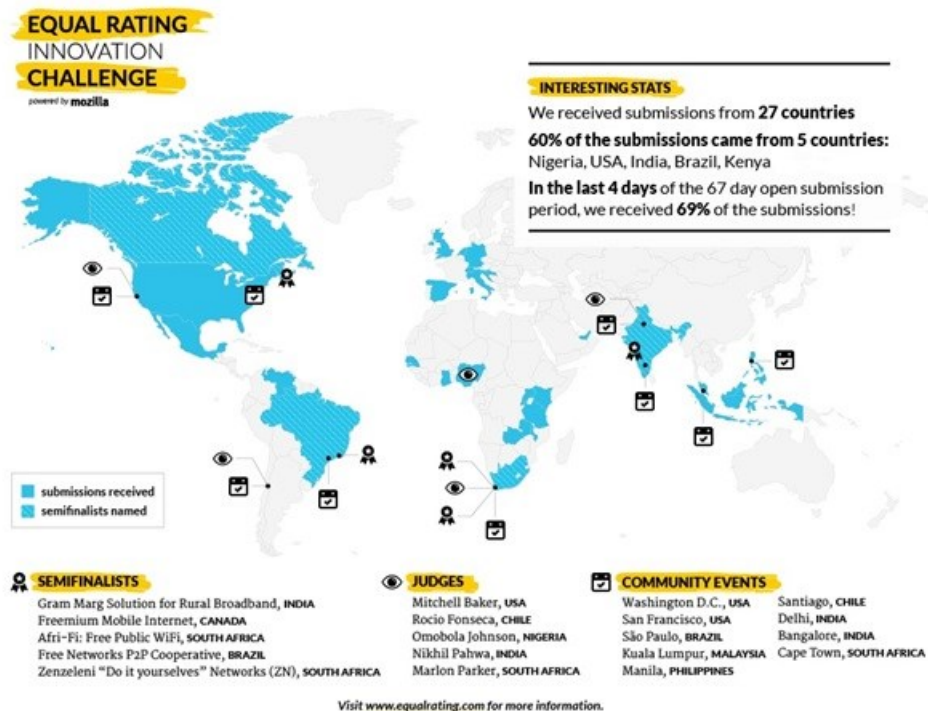 EQUAL RATING
INNOVATION
CHALLENGE
powered by mozilla
INTERESTING STATS
We received submissions from 27 countries
60% of the submissions came from 5 countries:
Nigeria, USA, India, Brazil, Kenya
In the last 4 days of the 67 day open submission
period, we received 69% of the submissions!
submissions received
semifinalists named
SEMIFINALISTS
Gram Marg Solution for Rural Broadband, INDIA
Freemium Mobile Internet, CANADA
Afri-Fi: Free Public WiFi, SOUTH AFRICA
Free Networks P2P Cooperative, BRAZIL
Zenzeleni “Do it yourselves” Networks (ZN), SOUTH AFRICA
JUDGES
Mitchell Baker, USA
Rocio Fonseca, CHILE
Omobola Johnson, NIGERIA
Nikhil Pahwa, INDIA
Marlon Parker, SOUTH AFRICA
COMMUNITY EVENTS
Washington D.C., USA
San Francisco, USA
São Paulo, BRAZIL
Kuala Lumpur, MALAYSIA
Manila, PHILIPPINES
Santiago, CHILE
Delhi, INDIA
Bangalore, INDIA
Cape Town, SOUTH AFRICA
Visit www.equalrating.com for more information.